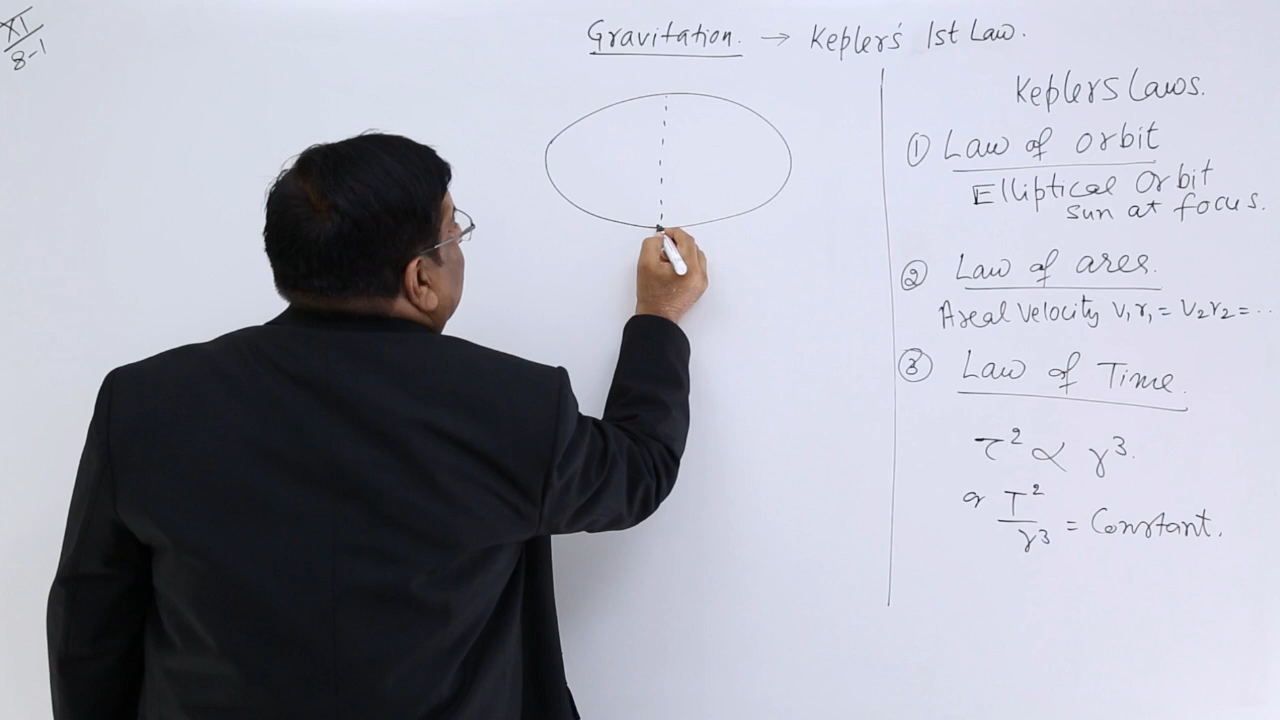 XI
8-1
Gravitation. → Kepler's 1st Law.
Keplers Laws.
① Law of orbit
Elliptical Orbit
sun at focus.
② Law of area.
Areal Velocity V₁r₁ = V₂r₂ = ...
③ Law of Time.
T² ∝ r³.
or T²/r³ = Constant.